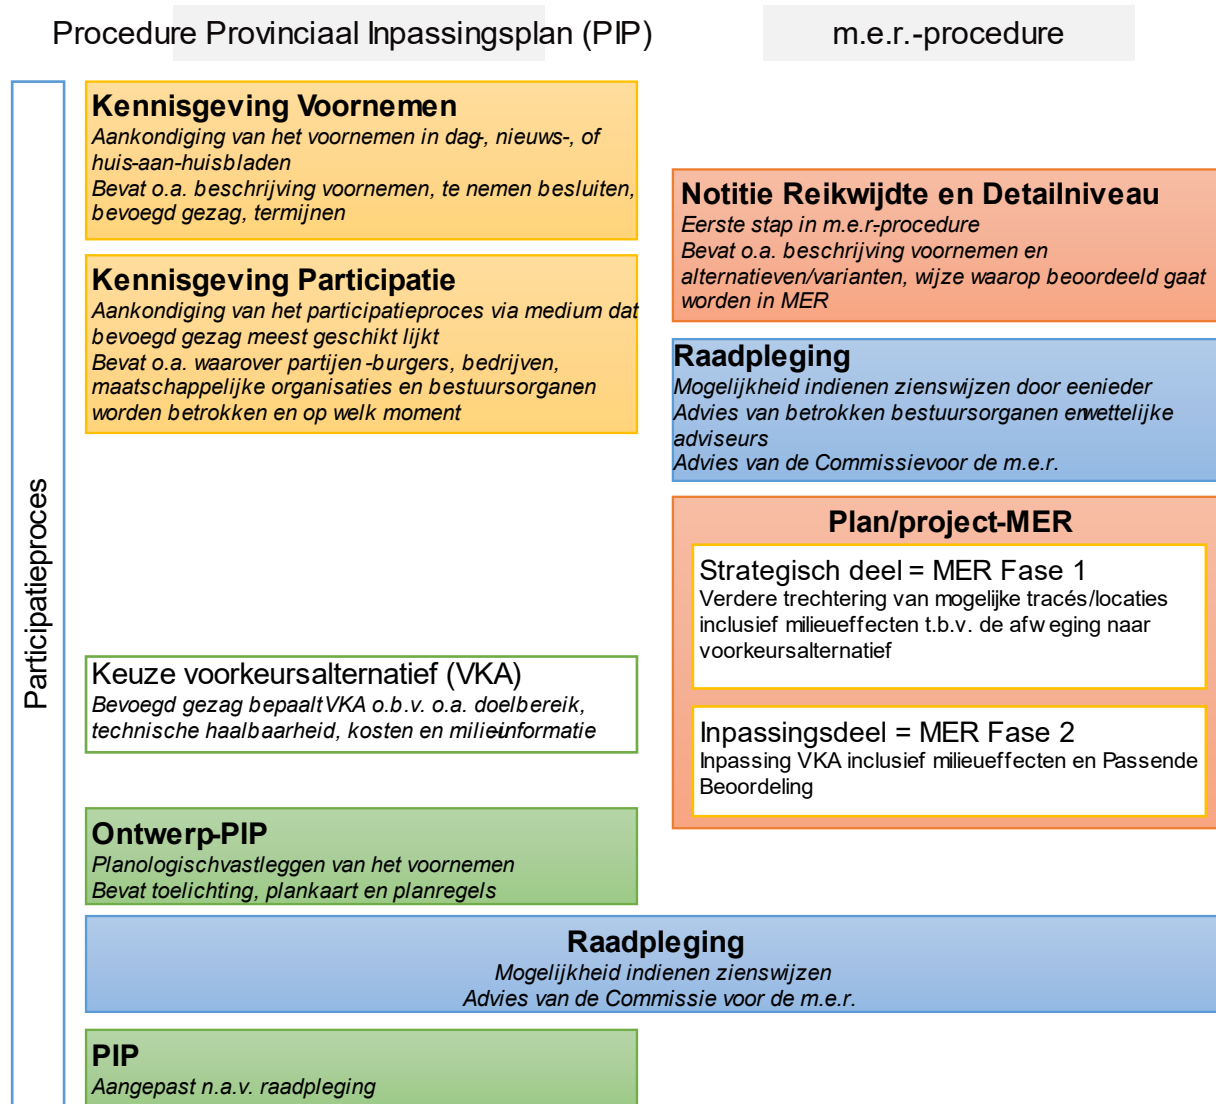 Procedure Provinciaal Inpassingsplan (PIP)
m.e.r.-procedure
Participatieproces
Kennisgeving Voornemen
Aankondiging van het voornemen in dag-, nieuws-, of
huis-aan-huisbladen
Bevat o.a. beschrijving voornemen, te nemen besluiten,
bevoegd gezag, termijnen
Kennisgeving Participatie
Aankondiging van het participatieproces via medium dat
bevoegd gezag meest geschikt lijkt
Bevat o.a. waarover partijen -burgers, bedrijven,
maatschappelijke organisaties en bestuursorganen
worden betrokken en op welk moment
Notitie Reikwijdte en Detailniveau
Eerste stap in m.e.r-procedure
Bevat o.a. beschrijving voornemen en
alternatieven/varianten, wijze waarop beoordeeld gaat
worden in MER
Raadpleging
Mogelijkheid indienen zienswijzen door eenieder
Advies van betrokken bestuursorganen en wettelijke
adviseurs
Advies van de Commissie voor de m.e.r.
Plan/project-MER
Strategisch deel = MER Fase 1
Verdere trechtering van mogelijke tracés/locaties
inclusief milieueffecten t.b.v. de afweging naar
voorkeursalternatief
Keuze voorkeursalternatief (VKA)
Bevoegd gezag bepaalt VKA o.b.v. o.a. doelbereik,
technische haalbaarheid, kosten en milieu-informatie
Inpassingsdeel = MER Fase 2
Inpassing VKA inclusief milieueffecten en Passende
Beoordeling
Ontwerp-PIP
Planologisch vastleggen van het voornemen
Bevat toelichting, plankaart en planregels
Raadpleging
Mogelijkheid indienen zienswijzen
Advies van de Commissie voor de m.e.r.
PIP
Aangepast n.a.v. raadpleging